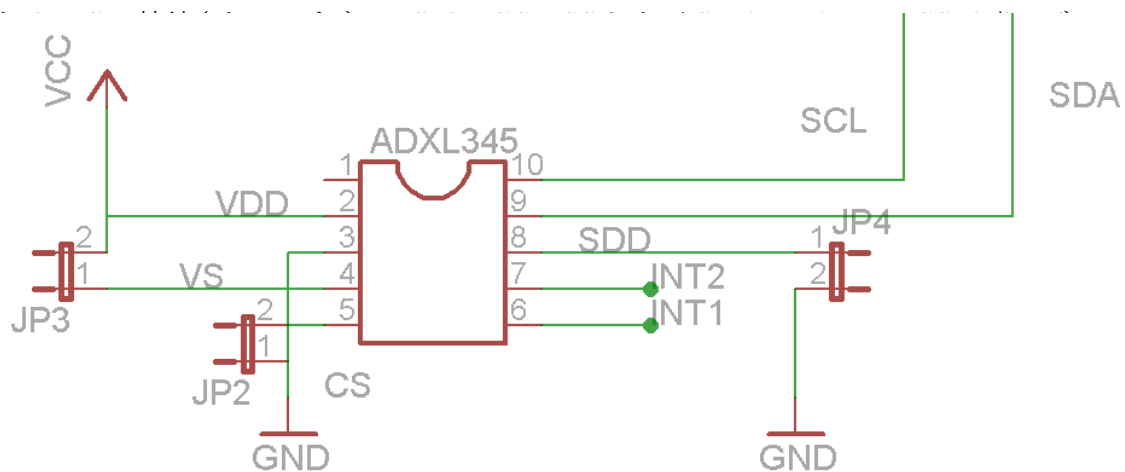 VCC
SDA
SCL
ADXL345
1
10
VDD
2
9
JP4
2
3
8
SDD
1
1
VS
4
7
INT2
2
JP3
2
5
6
INT1
1
JP2
CS
GND
GND